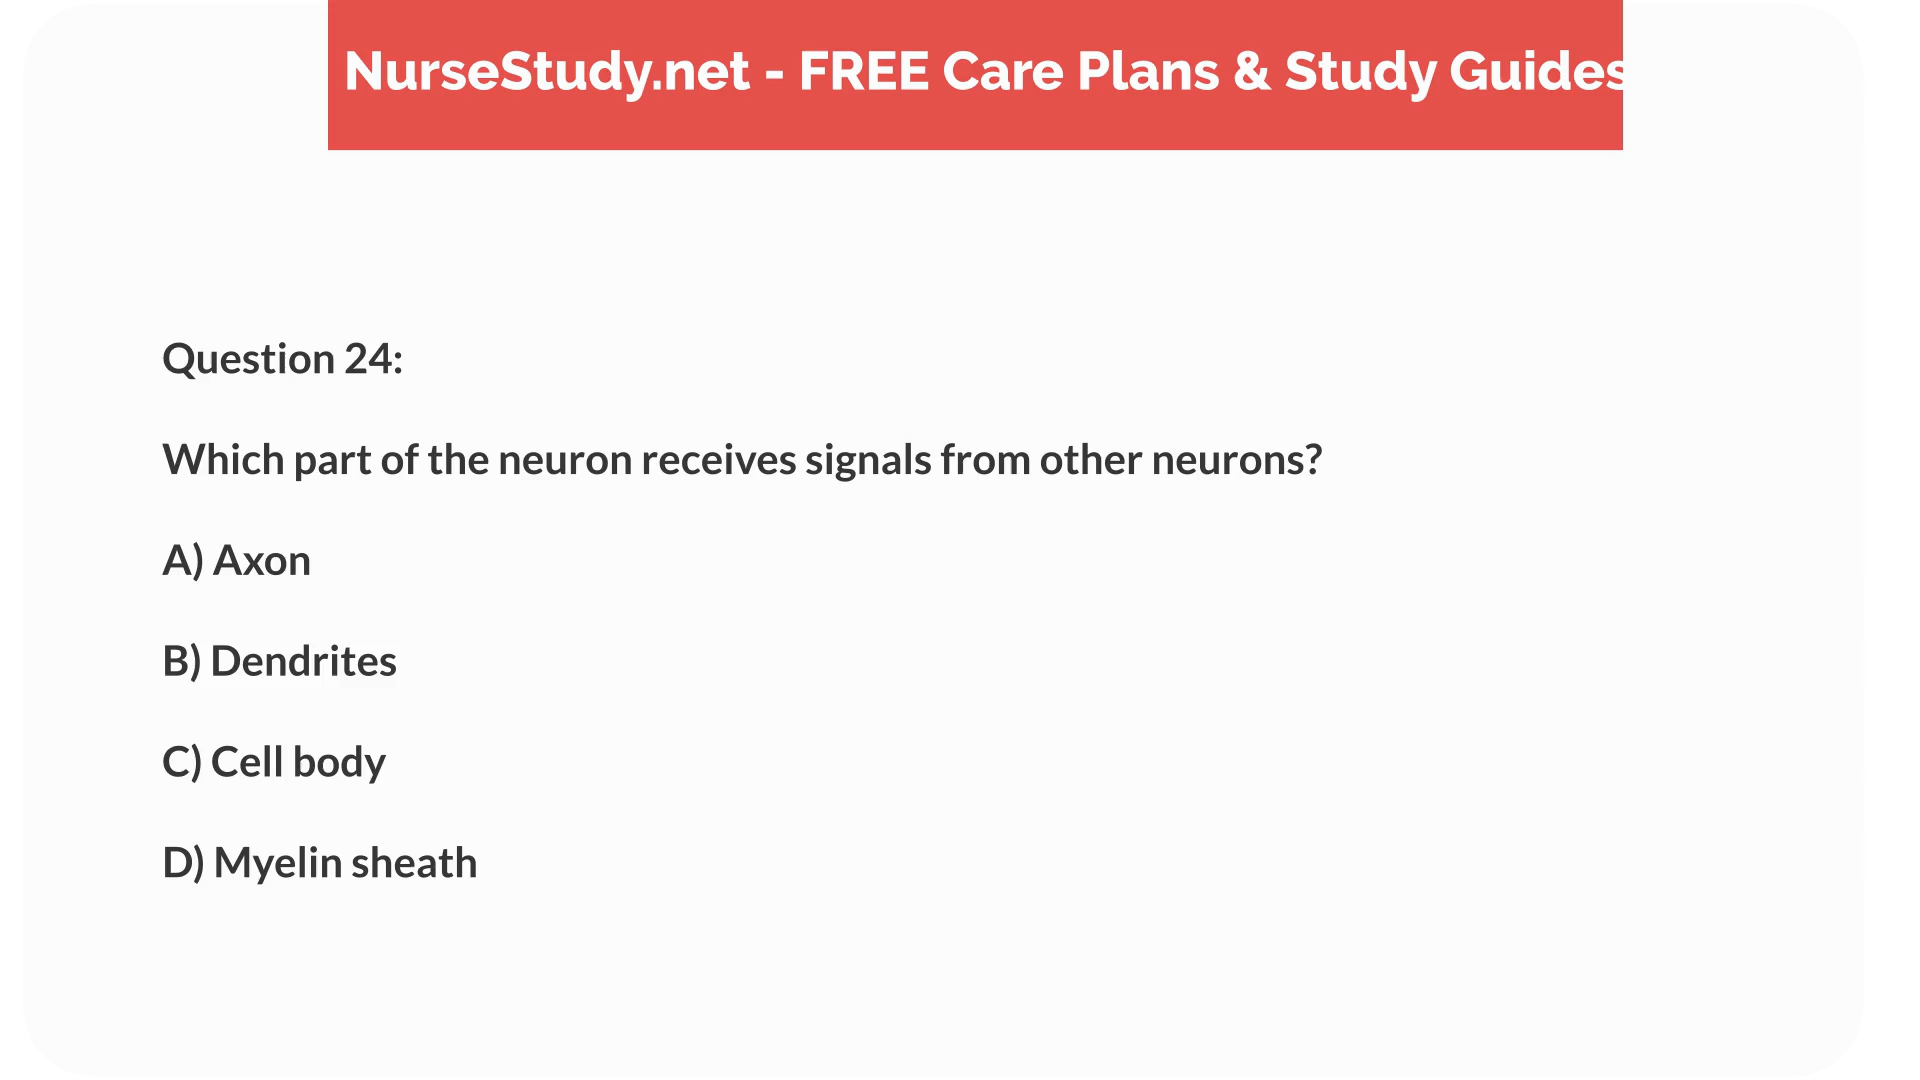 NurseStudy.net - FREE Care Plans & Study Guides
Question 24:
Which part of the neuron receives signals from other neurons?
A) Axon
B) Dendrites
C) Cell body
D) Myelin sheath